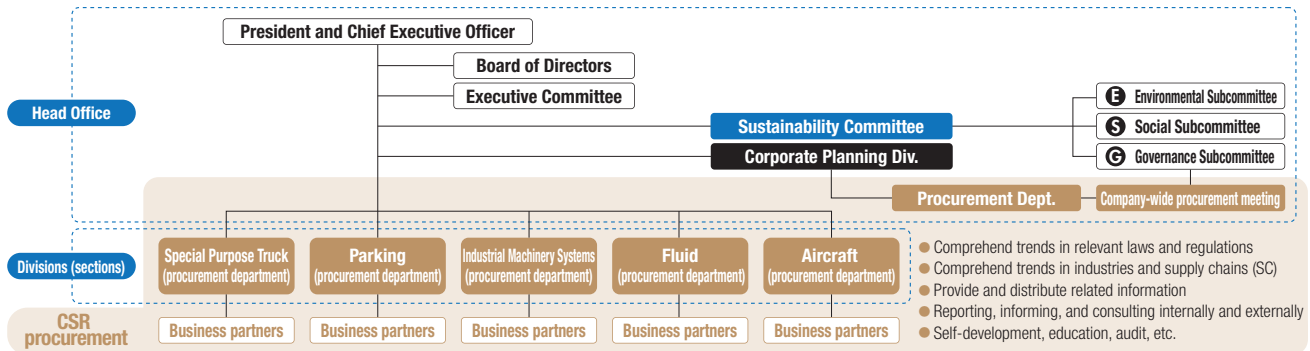 President and Chief Executive Officer
Board of Directors
Executive Committee
Head Office
Sustainability Committee
Corporate Planning Div.
E Environmental Subcommittee
S Social Subcommittee
G Governance Subcommittee
Procurement Dept.
Company-wide procurement meeting
Divisions (sections)
Special Purpose Truck
(procurement department)
Parking
(procurement department)
Industrial Machinery Systems
(procurement department)
Fluid
(procurement department)
Aircraft
(procurement department)
● Comprehend trends in relevant laws and regulations
● Comprehend trends in industries and supply chains (SC)
● Provide and distribute related information
● Reporting, informing, and consulting internally and externally
● Self-development, education, audit, etc.
CSR
procurement
Business partners
Business partners
Business partners
Business partners
Business partners